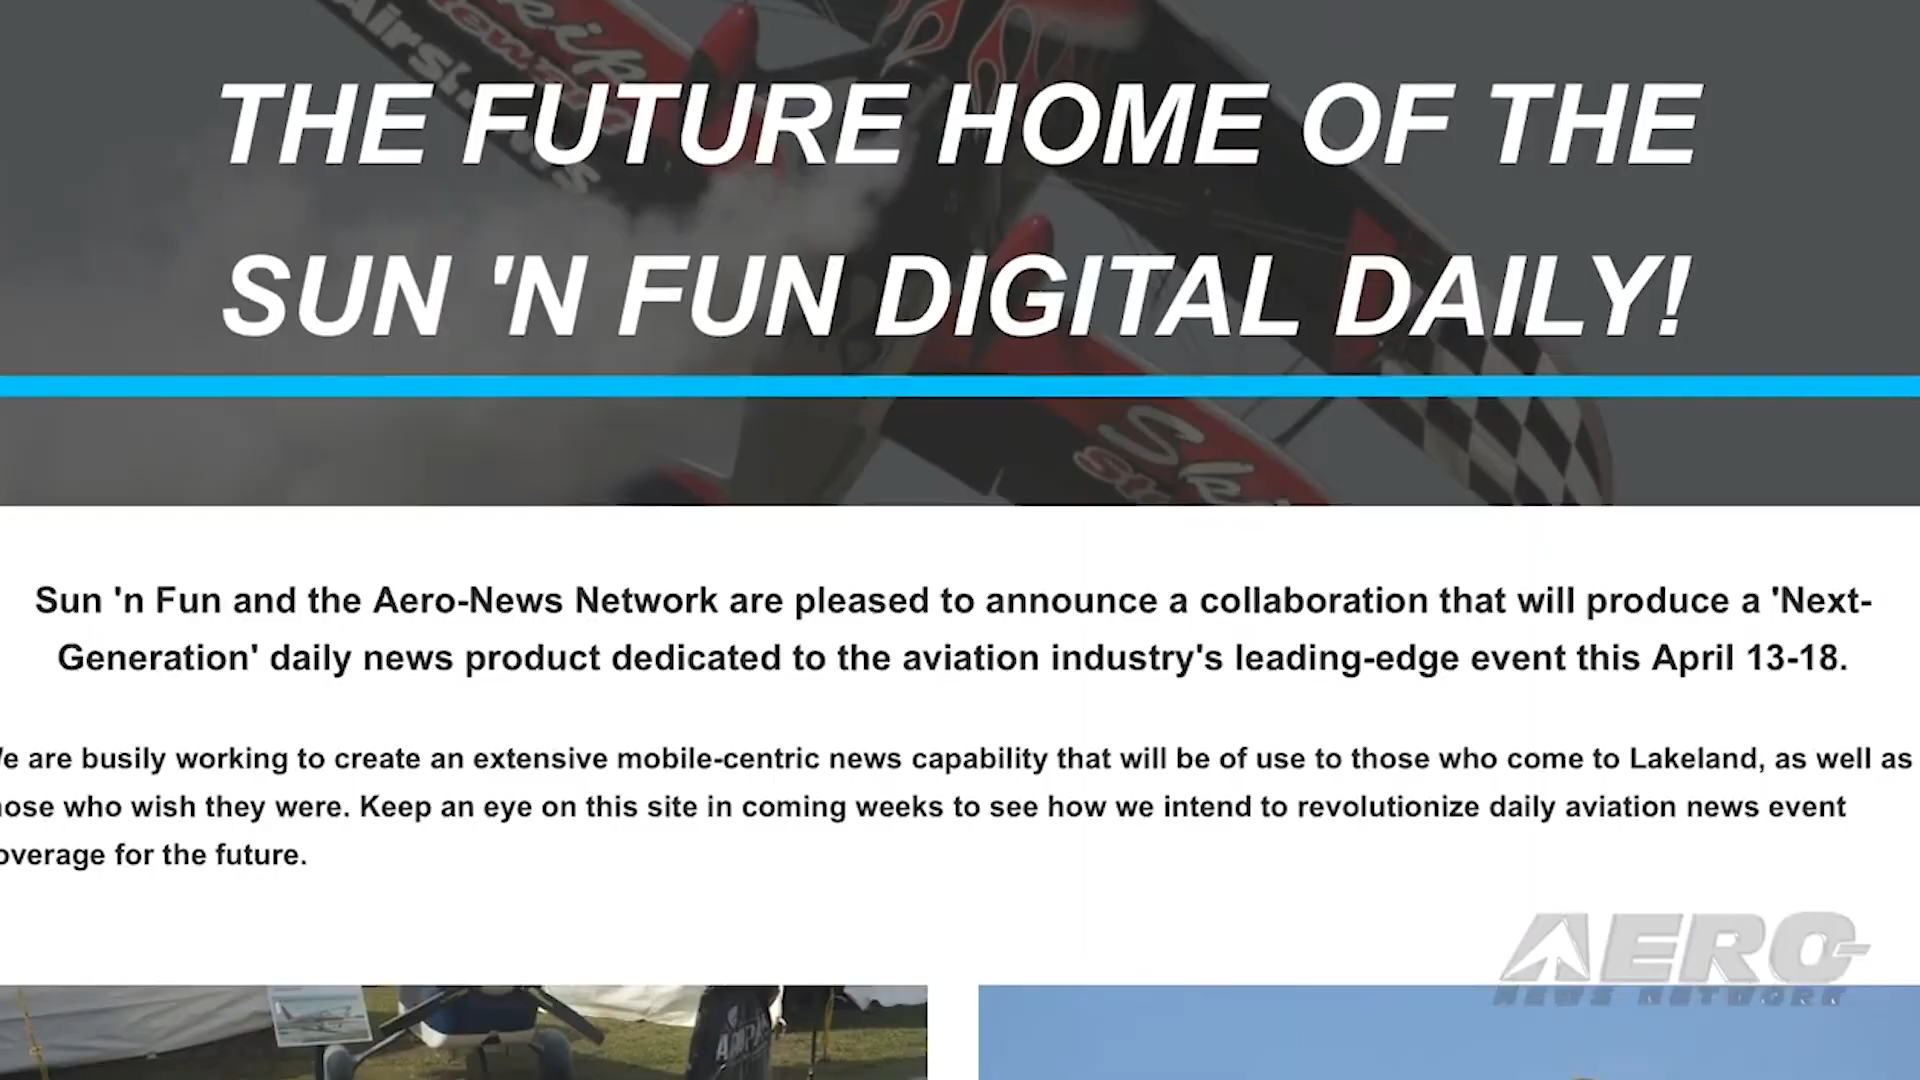 Skip
Stewart
AirShows
THE FUTURE HOME OF THE
SUN 'N FUN DIGITAL DAILY!
Sun 'n Fun and the Aero-News Network are pleased to announce a collaboration that will produce a 'Next-
Generation' daily news product dedicated to the aviation industry's leading-edge event this April 13-18.
e are busily working to create an extensive mobile-centric news capability that will be of use to those who come to Lakeland, as well as
ose who wish they were. Keep an eye on this site in coming weeks to see how we intend to revolutionize daily aviation news event
overage for the future.
AERO-
NEWS NETWORK